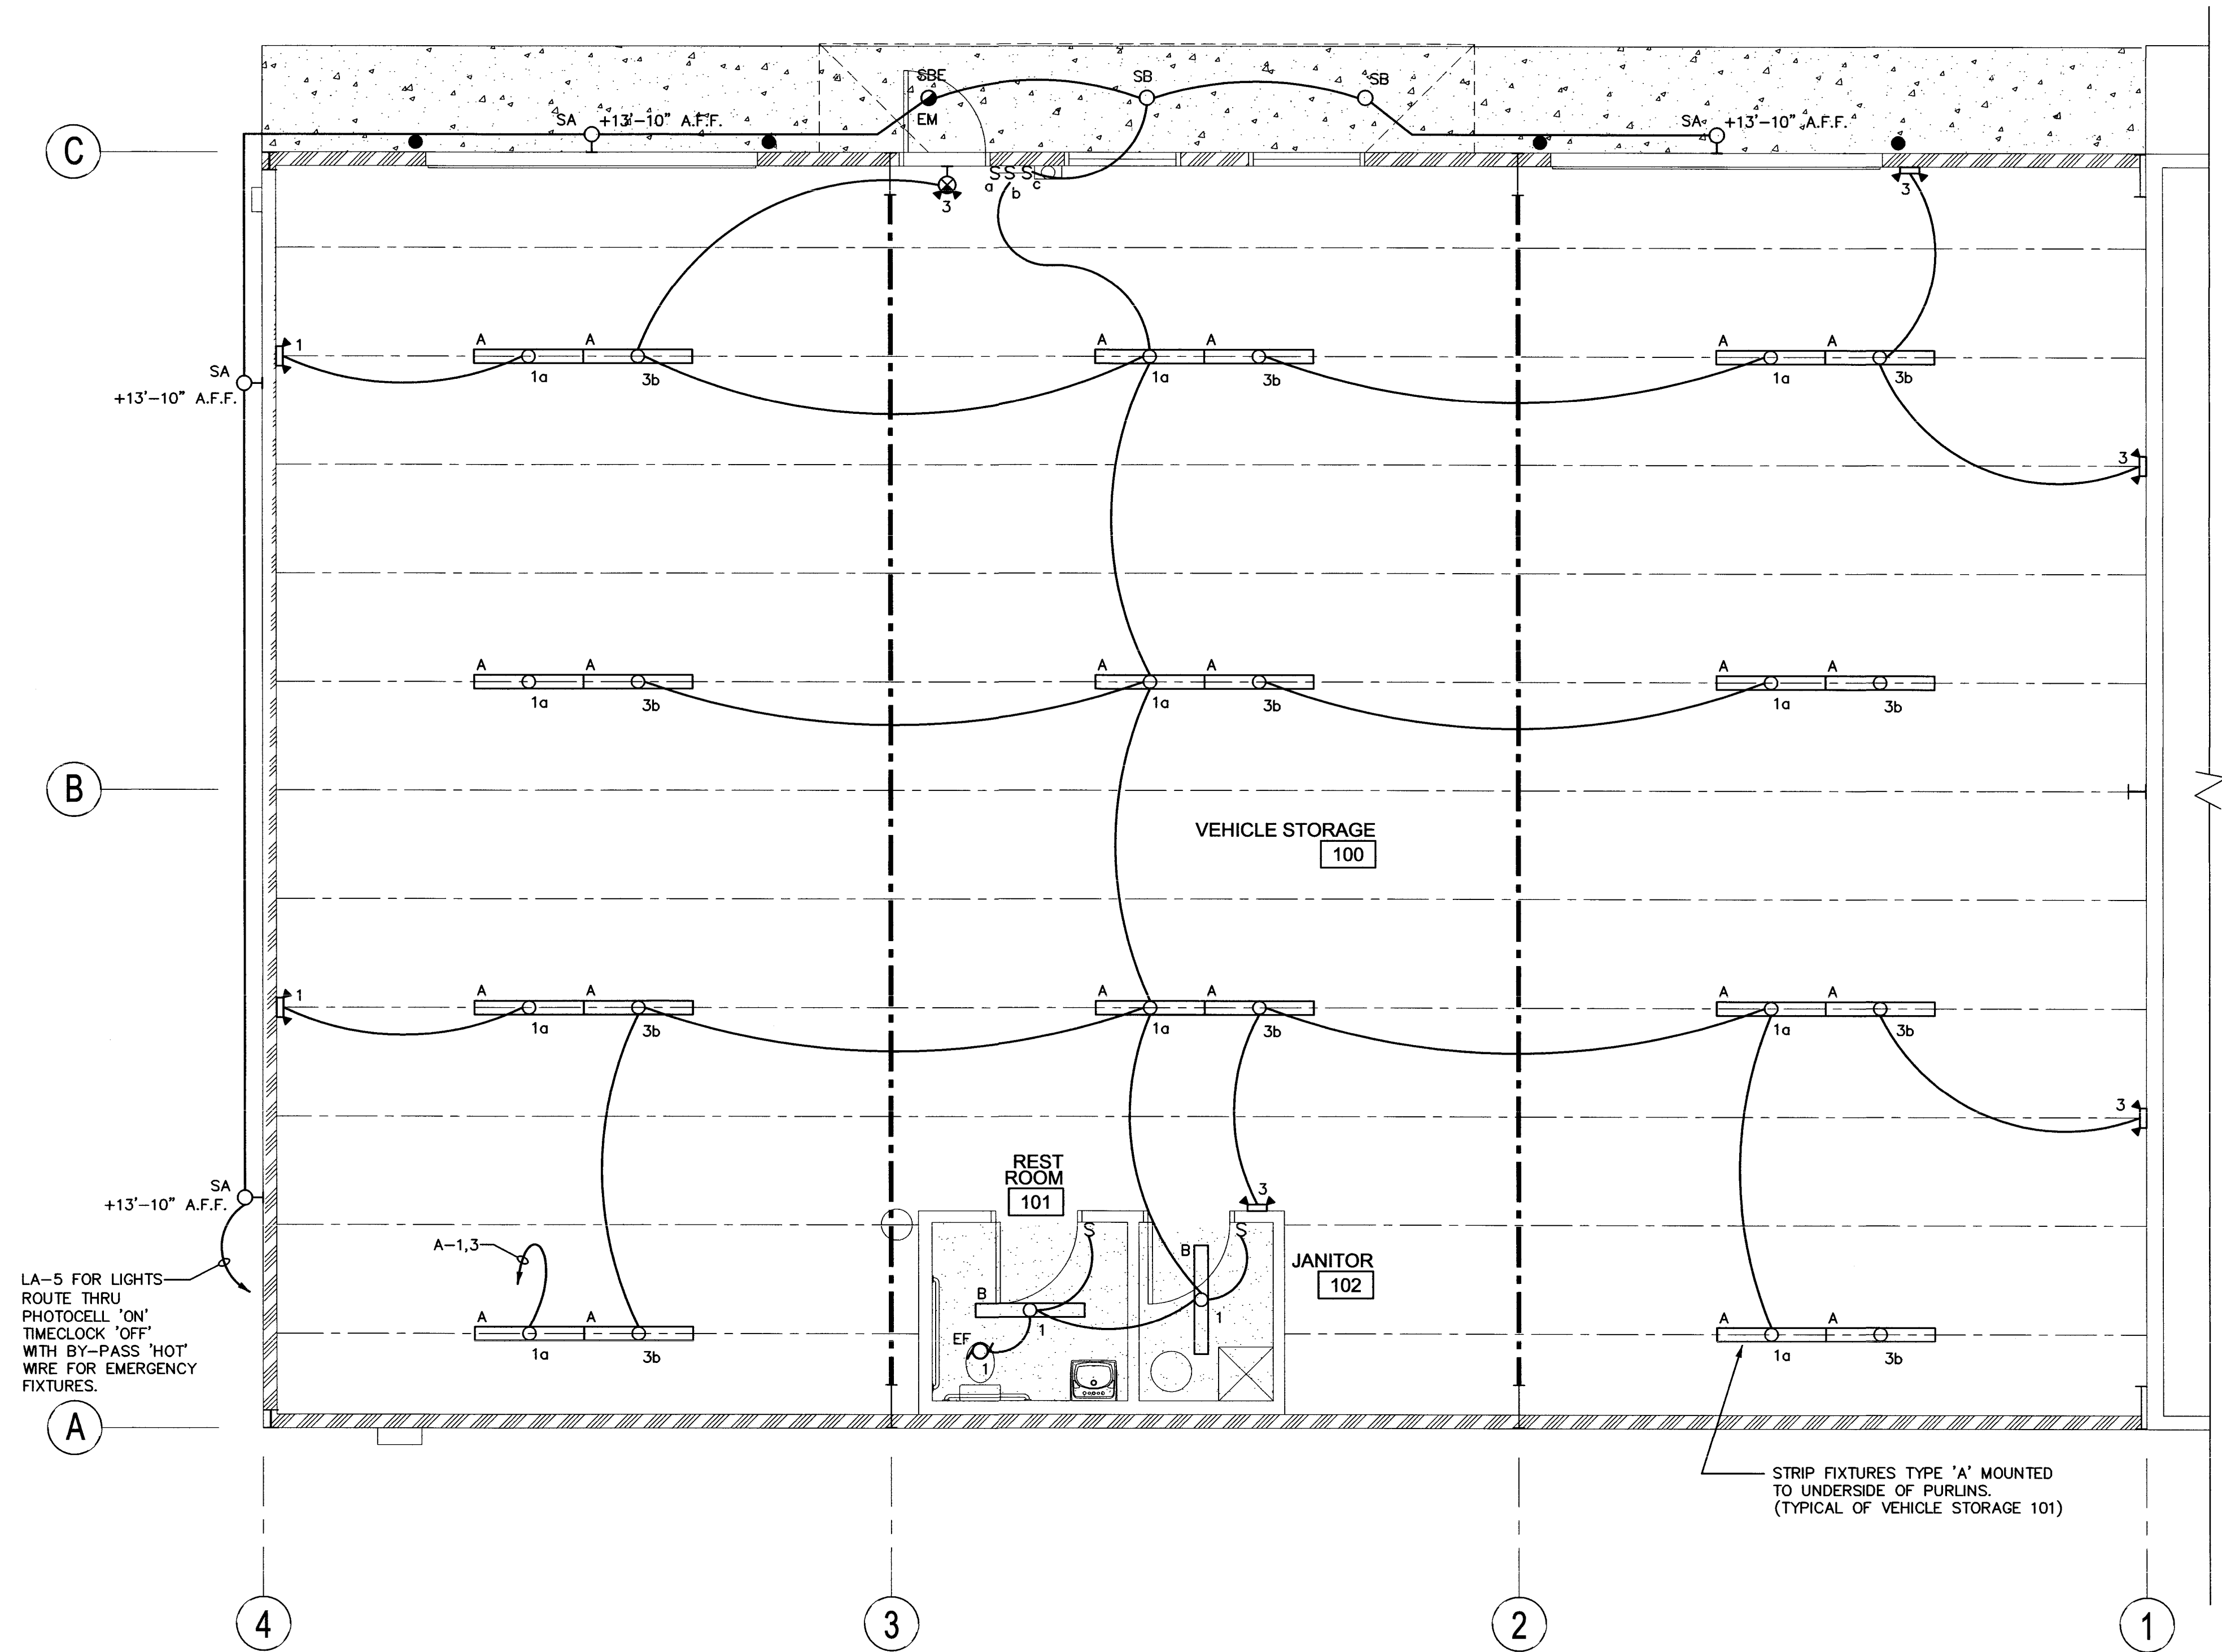 SBE
SB
SB
SA
+13'-10" A.F.F.
EM
SA
+13'-10" A.F.F.
C
S S S
a
b
c
3
3
1
A
A
A
A
A
A
SA
+13'-10" A.F.F.
1a
3b
1a
3b
1a
3b
3
A
A
A
A
A
A
1a
3b
1a
3b
1a
3b
B
VEHICLE STORAGE
100
1
A
A
A
A
A
A
1a
3b
1a
3b
1a
3b
3
REST
ROOM
101
SA
+13'-10" A.F.F.
3
S
S
A-1,3
B
JANITOR
102
LA-5 FOR LIGHTS
ROUTE THRU
PHOTOCELL 'ON'
TIMECLOCK 'OFF'
WITH BY-PASS 'HOT'
WIRE FOR EMERGENCY
FIXTURES.
B
1
1
A
A
A
A
EF
1
1a
3b
1a
3b
A
STRIP FIXTURES TYPE 'A' MOUNTED
TO UNDERSIDE OF PURLINS.
(TYPICAL OF VEHICLE STORAGE 101)
4
3
2
1